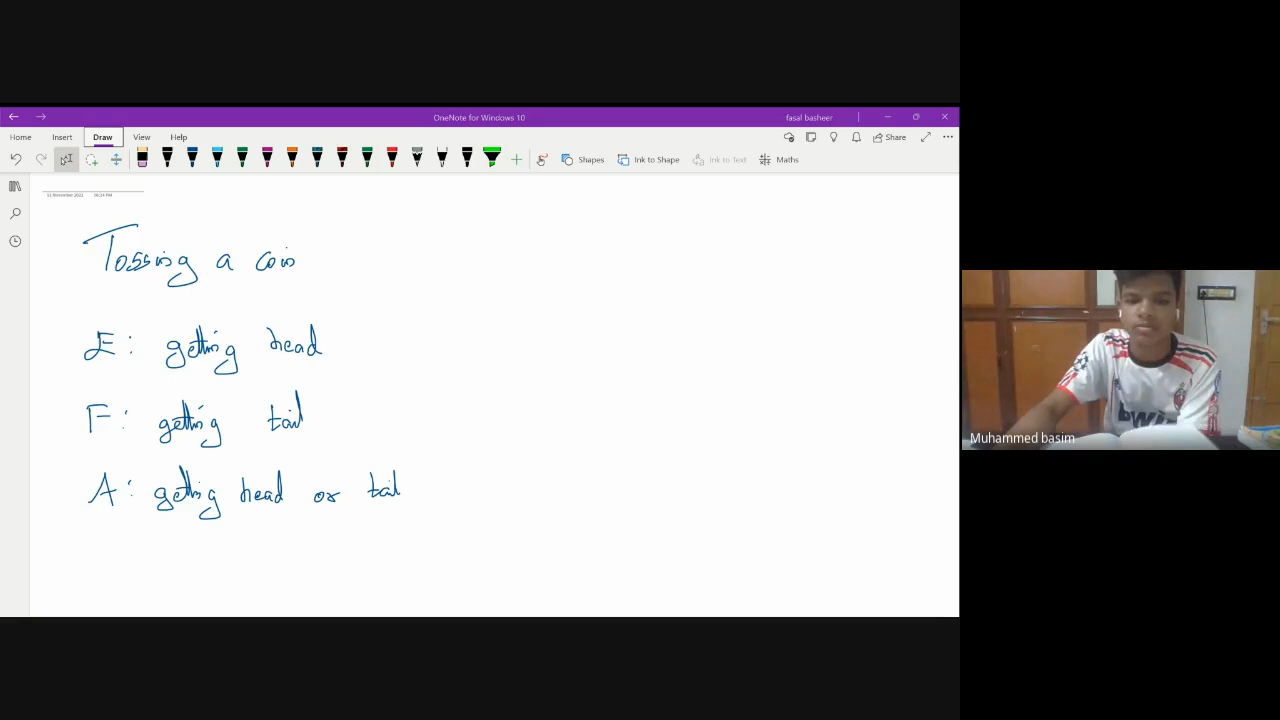 OneNote for Windows 10
fasal basheer
Home Insert Draw View Help
Share
Shapes Ink to Shape Ink to Text Maths
Tossing a coin
E: getting head
F: getting tail
A: getting head or tail
bwin
Muhammed basim